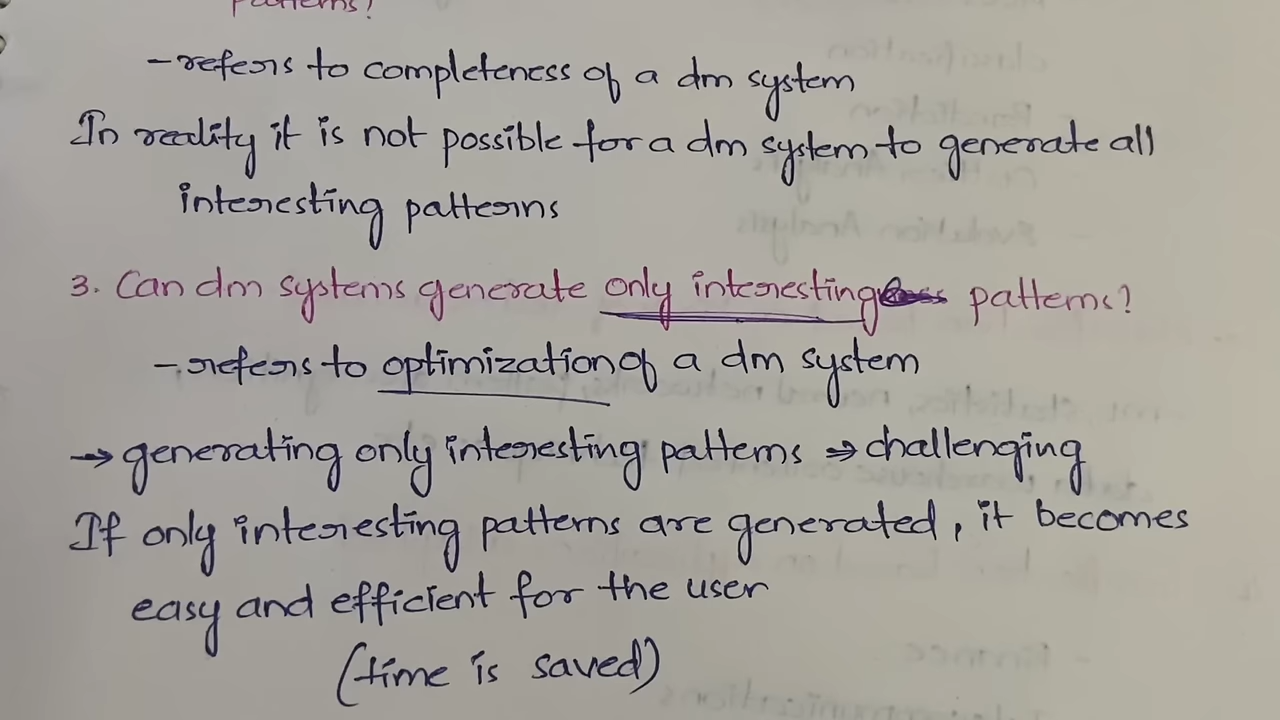 patterns?
- refers to completeness of a dm system
In reality it is not possible for a dm system to generate all
interesting patterns
3. Can dm systems generate only interesting patterns?
- refers to optimization of a dm system
→ generating only interesting patterns ⇒ challenging
If only interesting patterns are generated, it becomes
easy and efficient for the user
(time is saved)